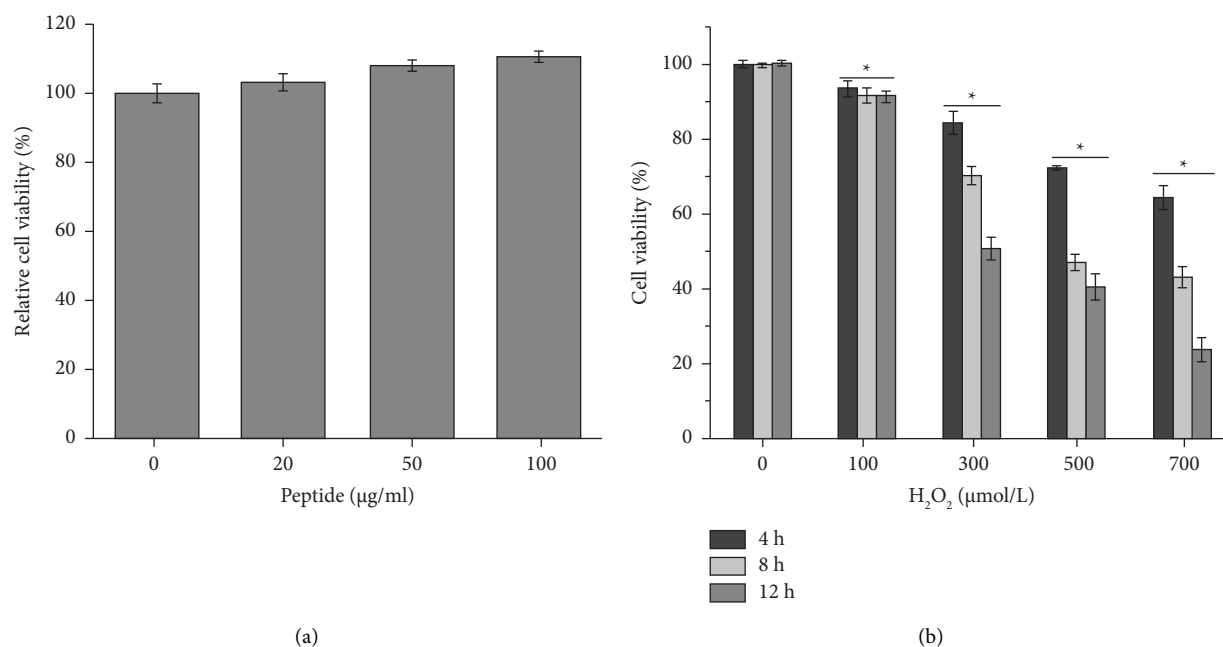 Relative cell viability (%)
120
100
80
60
40
20
0
0 20 50 100
Peptide (µg/ml)
(a)
Cell viability (%)
100
80
60
40
20
0
*
*
*
*
0 100 300 500 700
H₂O₂ (µmol/L)
4 h
8 h
12 h
(b)